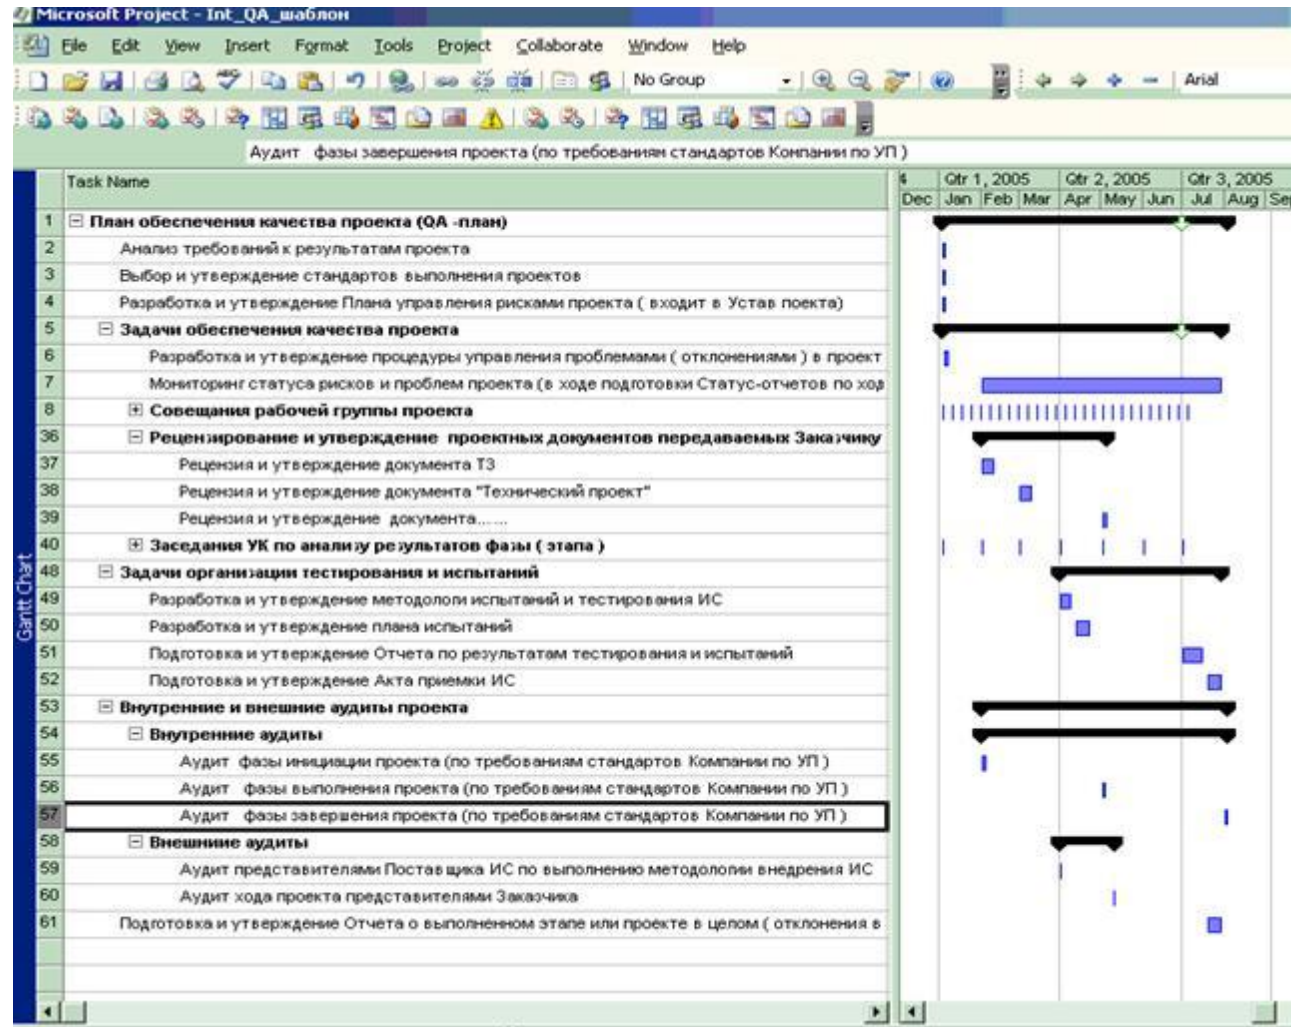 Microsoft Project - Int_QA_шаблон
File Edit View Insert Format Tools Project Collaborate Window Help
No Group Arial
Аудит фазы завершения проекта (по требованиям стандартов Компании по УП )
Task Name
4 Qtr 1, 2005 Qtr 2, 2005 Qtr 3, 2005
Dec Jan Feb Mar Apr May Jun Jul Aug Se
1 План обеспечения качества проекта (QA -план)
2 Анализ требований к результатам проекта
3 Выбор и утверждение стандартов выполнения проектов
4 Разработка и утверждение Плана управления рисками проекта ( входит в Устав поекта)
5 Задачи обеспечения качества проекта
6 Разработка и утверждение процедуры управления проблемами ( отклонениями ) в проект
7 Мониторинг статуса рисков и проблем проекта (в ходе подготовки Статус-отчетов по ход
8 Совещания рабочей группы проекта
36 Рецензирование и утверждение проектных документов передаваемых Заказчику
37 Рецензия и утверждение документа ТЗ
38 Рецензия и утверждение документа "Технический проект"
39 Рецензия и утверждение документа......
40 Заседания УК по анализу результатов фазы ( этапа )
48 Задачи организации тестирования и испытаний
49 Разработка и утверждение методологи испытаний и тестирования ИС
50 Разработка и утверждение плана испытаний
51 Подготовка и утверждение Отчета по результатам тестирования и испытаний
52 Подготовка и утверждение Акта приемки ИС
53 Внутренние и внешние аудиты проекта
54 Внутренние аудиты
55 Аудит фазы инициации проекта (по требованиям стандартов Компании по УП )
56 Аудит фазы выполнения проекта (по требованиям стандартов Компании по УП )
57 Аудит фазы завершения проекта (по требованиям стандартов Компании по УП )
58 Внешниие аудиты
59 Аудит представителями Поставщика ИС по выполнению методологии внедрения ИС
60 Аудит хода проекта представителями Заказчика
61 Подготовка и утверждение Отчета о выполненном этапе или проекте в целом ( отклонения в
Gantt Chart